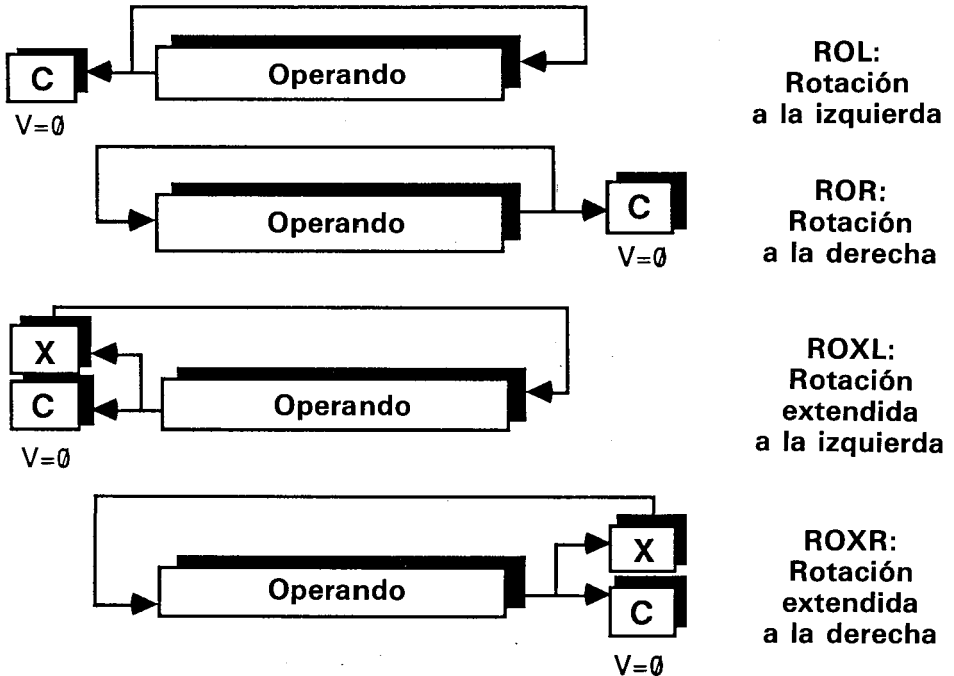 C
Operando
V=0
ROL:
Rotación
a la izquierda
Operando
C
V=0
ROR:
Rotación
a la derecha
X
C
Operando
V=0
ROXL:
Rotación
extendida
a la izquierda
Operando
X
C
V=0
ROXR:
Rotación
extendida
a la derecha